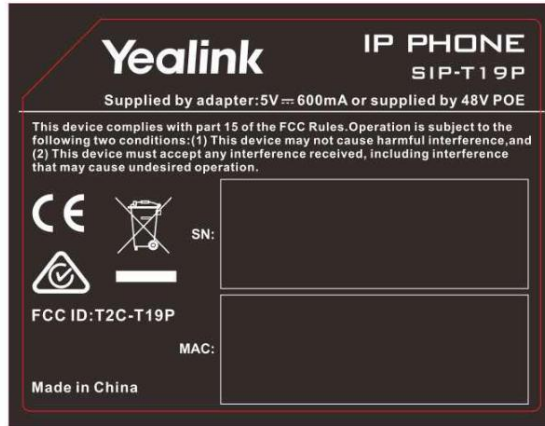 Yealink
IP PHONE
SIP-T19P
Supplied by adapter:5V⎓600mA or supplied by 48V POE
This device complies with part 15 of the FCC Rules.Operation is subject to the
following two conditions:(1) This device may not cause harmful interference,and
(2) This device must accept any interference received, including interference
that may cause undesired operation.
CE
SN:
FCC ID:T2C-T19P
MAC:
Made in China